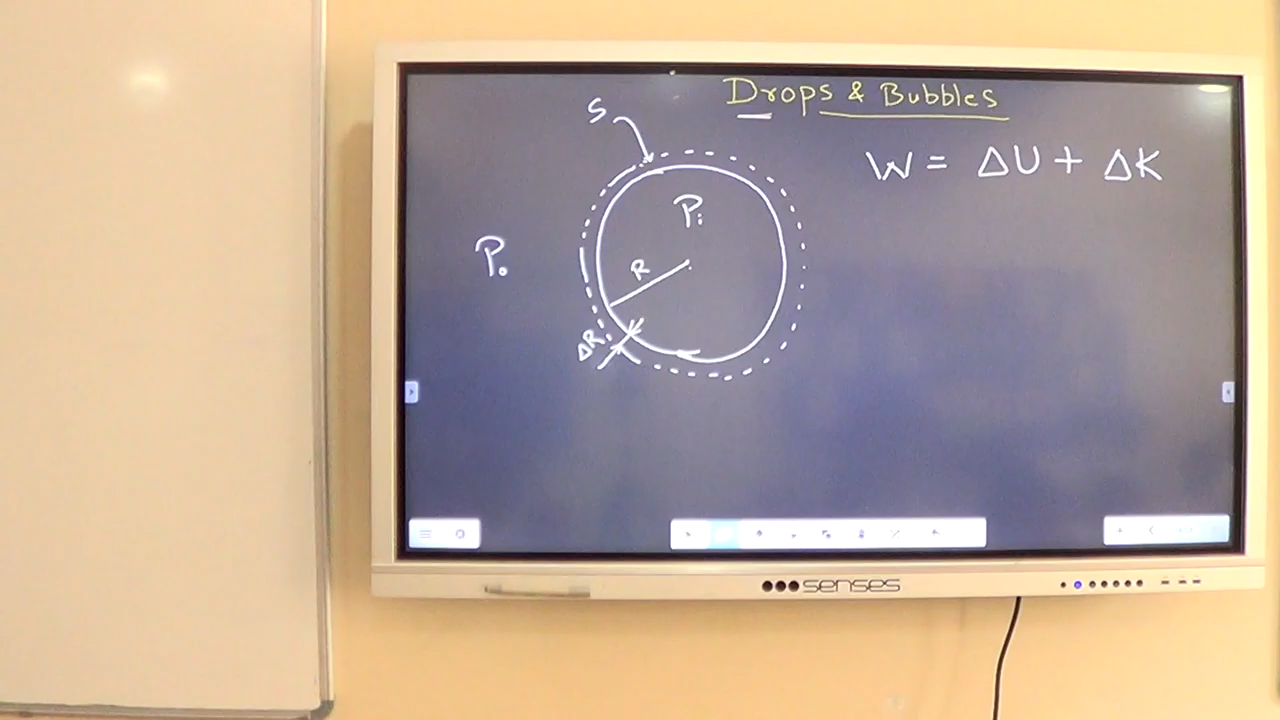 Drops & Bubbles
S
W = ΔU + ΔK
Pi
P₀
R
ΔR
senses